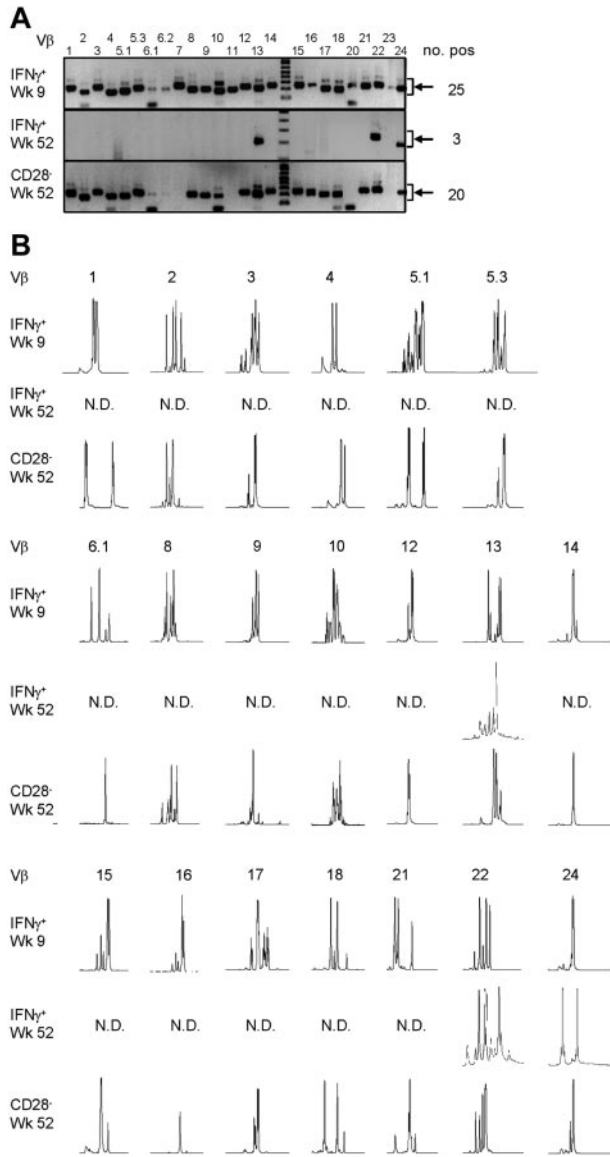 A
Vβ 2 4 5.3 6.2 8 10 12 14 16 18 21 23
1 3 5.1 6.1 7 9 11 13 15 17 20 22 24 no. pos
IFNγ⁺
Wk 9
25
IFNγ⁺
Wk 52
3
CD28⁻
Wk 52
20
B
Vβ 1 2 3 4 5.1 5.3
IFNγ⁺
Wk 9
IFNγ⁺
Wk 52
N.D. N.D. N.D. N.D. N.D. N.D.
CD28⁻
Wk 52
Vβ 6.1 8 9 10 12 13 14
IFNγ⁺
Wk 9
IFNγ⁺
Wk 52
N.D. N.D. N.D. N.D. N.D. N.D.
CD28⁻
Wk 52
Vβ 15 16 17 18 21 22 24
IFNγ⁺
Wk 9
IFNγ⁺
Wk 52
N.D. N.D. N.D. N.D. N.D.
CD28⁻
Wk 52